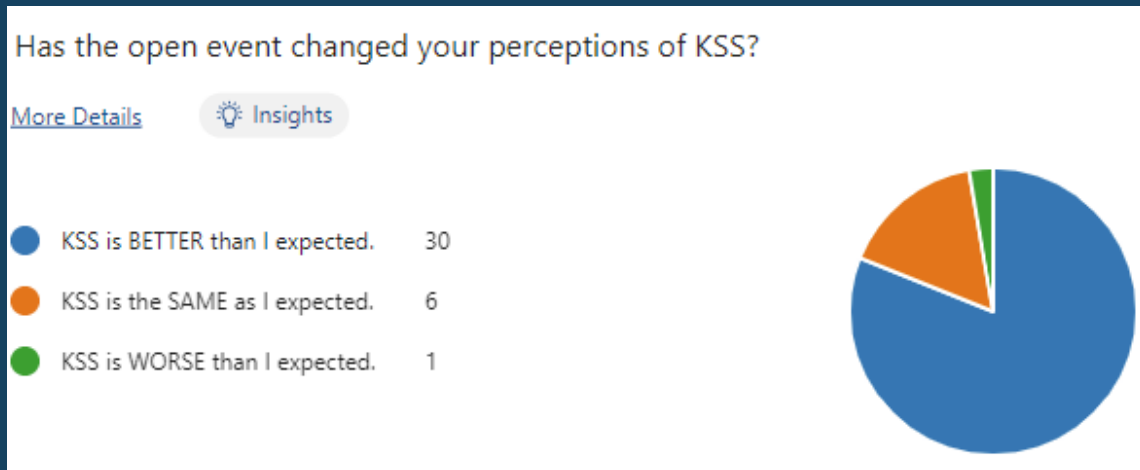 Has the open event changed your perceptions of KSS?
More Details
Insights
KSS is BETTER than I expected. 30
KSS is the SAME as I expected. 6
KSS is WORSE than I expected. 1